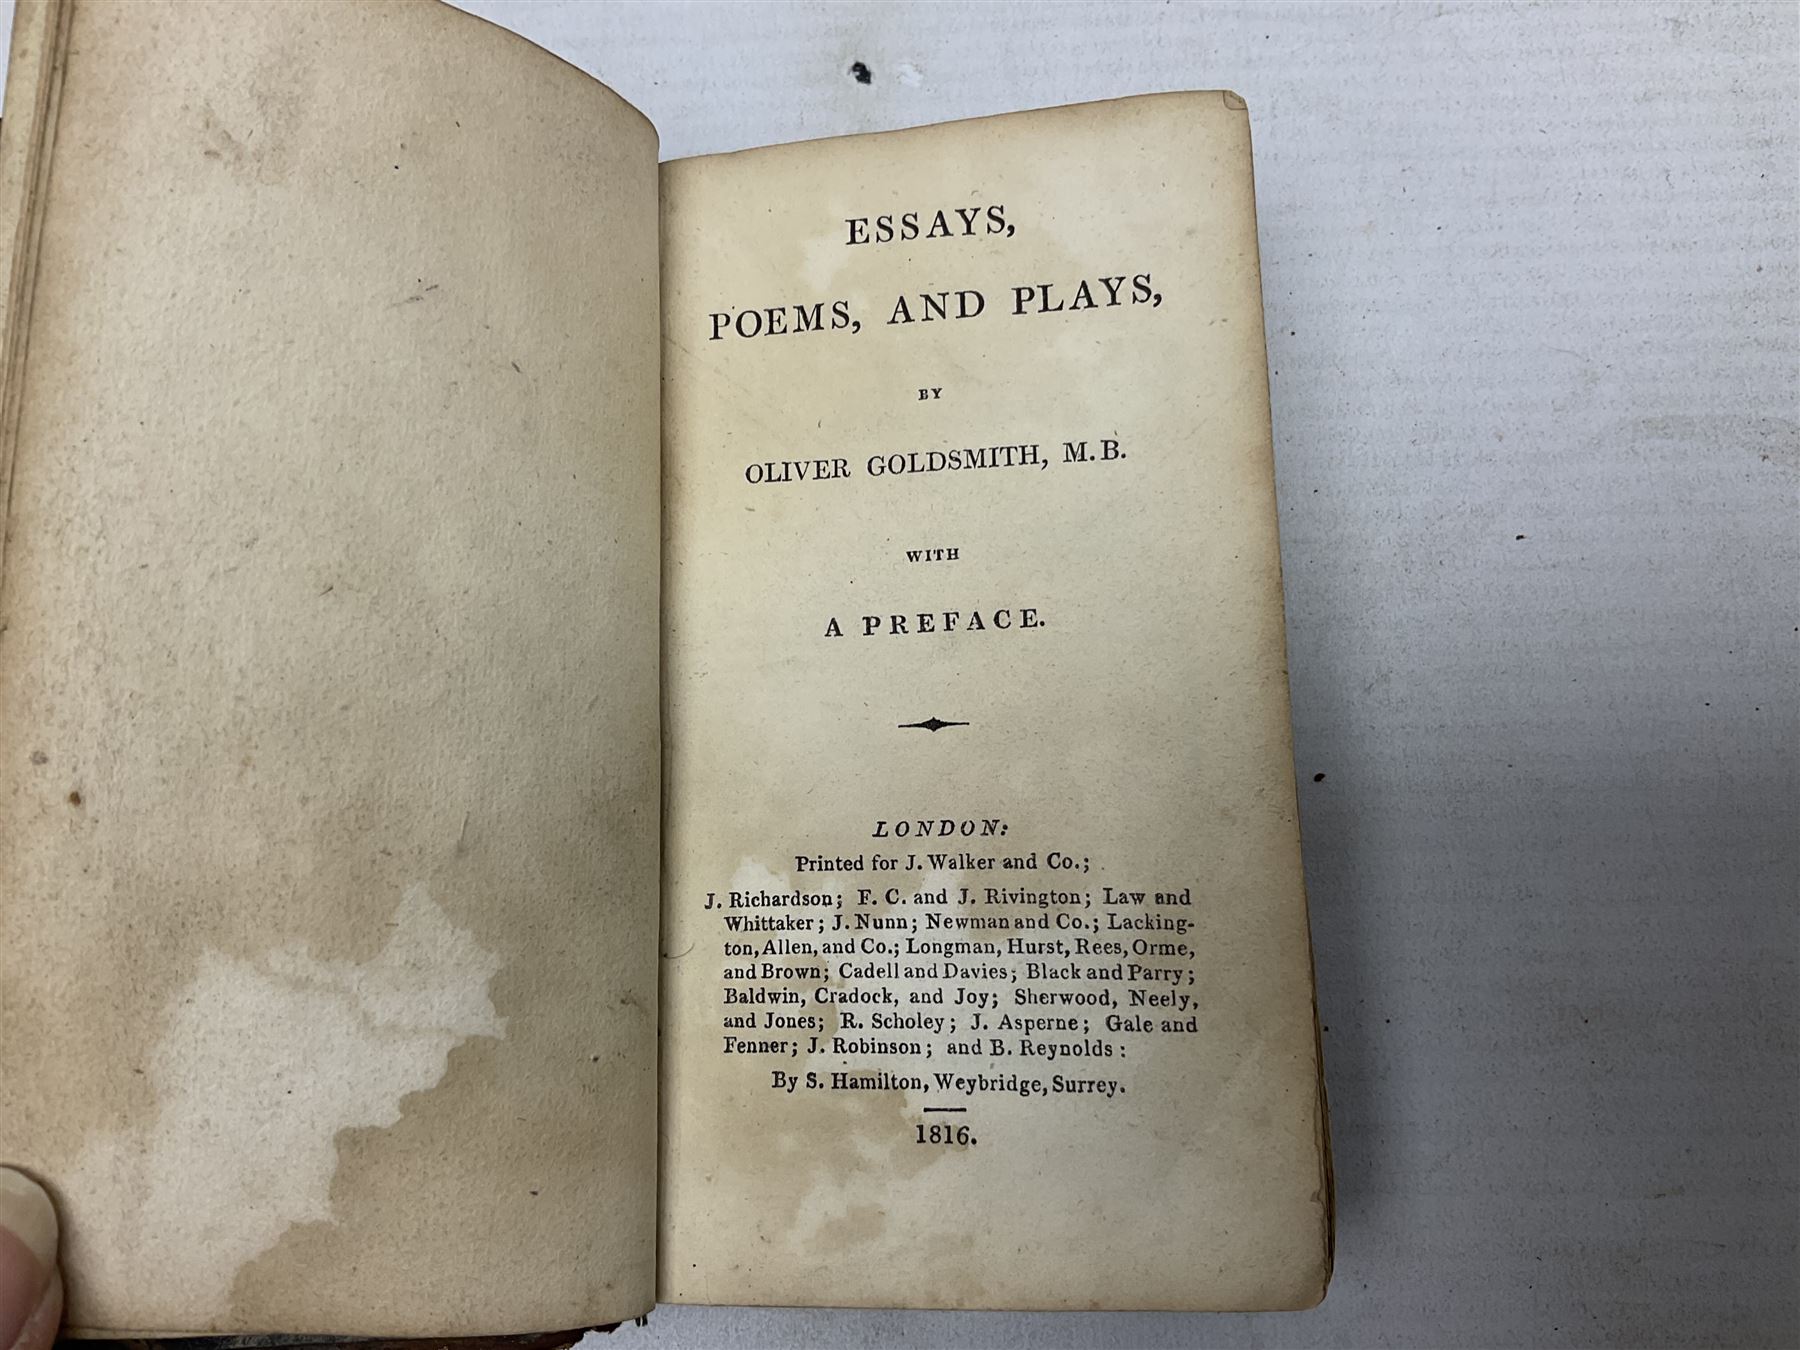 ESSAYS,
POEMS, AND PLAYS,
BY
OLIVER GOLDSMITH, M.B.
WITH
A PREFACE.
LONDON:
Printed for J. Walker and Co.;
J. Richardson; F. C. and J. Rivington; Law and
Whittaker; J. Nunn; Newman and Co.; Lacking-
ton, Allen, and Co.; Longman, Hurst, Rees, Orme,
and Brown; Cadell and Davies; Black and Parry;
Baldwin, Cradock, and Joy; Sherwood, Neely,
and Jones; R. Scholey; J. Asperne; Gale and
Fenner; J. Robinson; and B. Reynolds:
By S. Hamilton, Weybridge, Surrey.
1816.